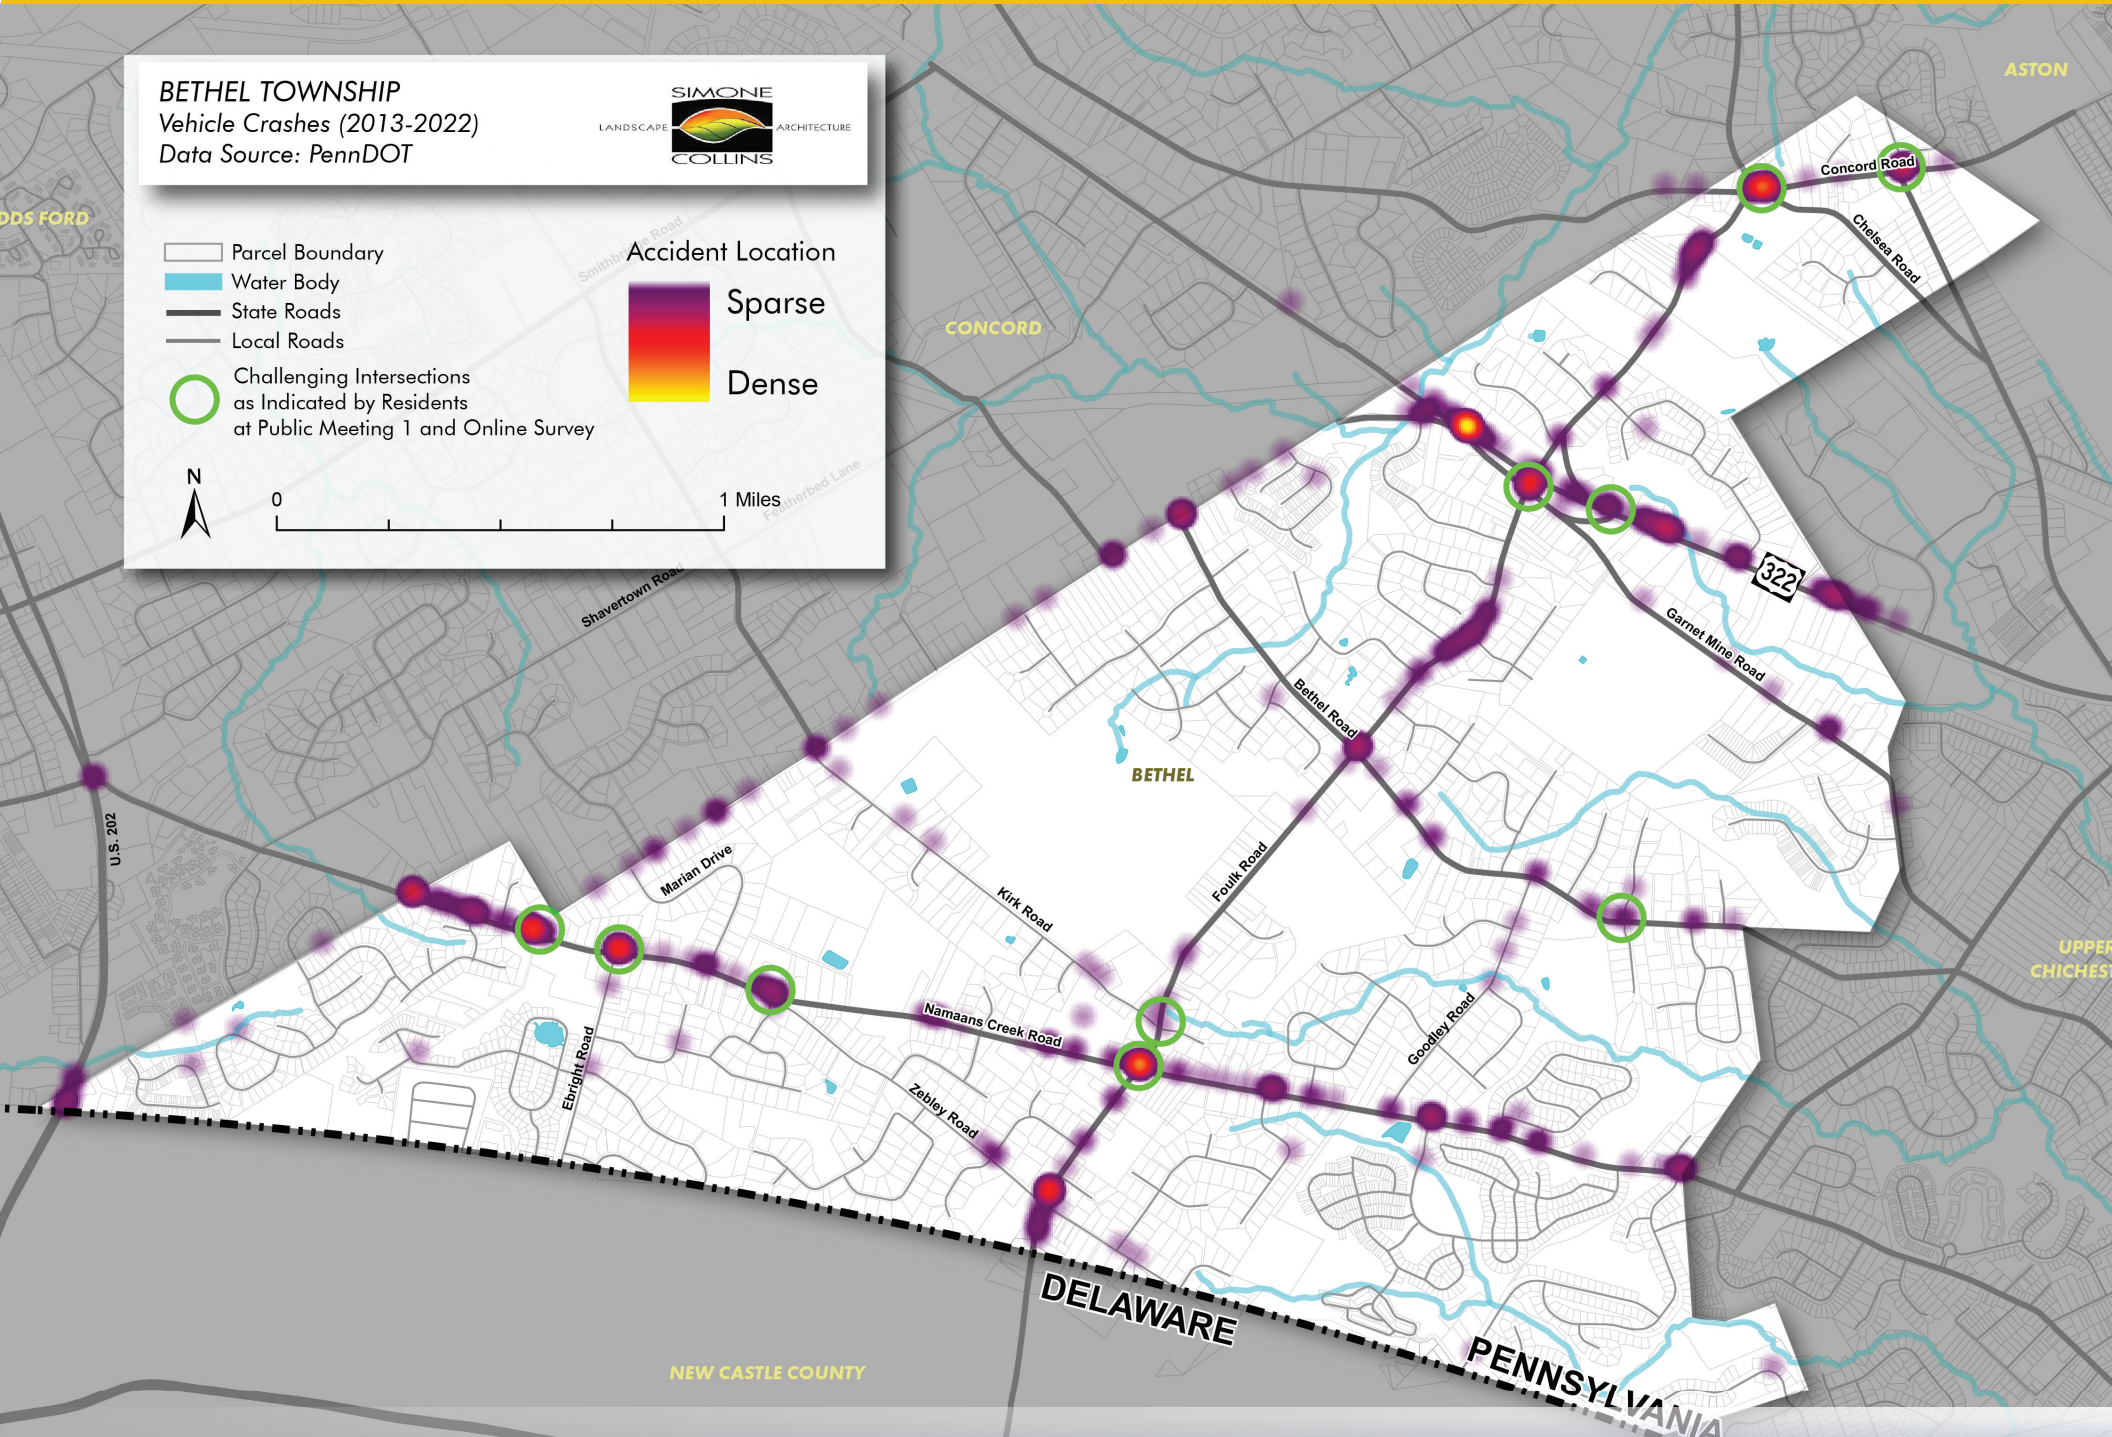 BETHEL TOWNSHIP
Vehicle Crashes (2013-2022)
Data Source: PennDOT
SIMONE
LANDSCAPE ARCHITECTURE
COLLINS
Parcel Boundary
Water Body
State Roads
Local Roads
Challenging Intersections
as Indicated by Residents
at Public Meeting 1 and Online Survey
Accident Location
Sparse
Dense
N
0
1 Miles
Smithbridge Road
Featherbed Lane
Shavertown Road
DDS FORD
CONCORD
ASTON
Concord Road
Chelsea Road
322
Garnet Mine Road
Bethel Road
BETHEL
U.S. 202
Marian Drive
Foulk Road
Kirk Road
UPPER
CHICHEST
Namaans Creek Road
Goodley Road
Ebright Road
Zebley Road
DELAWARE
PENNSYLVANIA
NEW CASTLE COUNTY